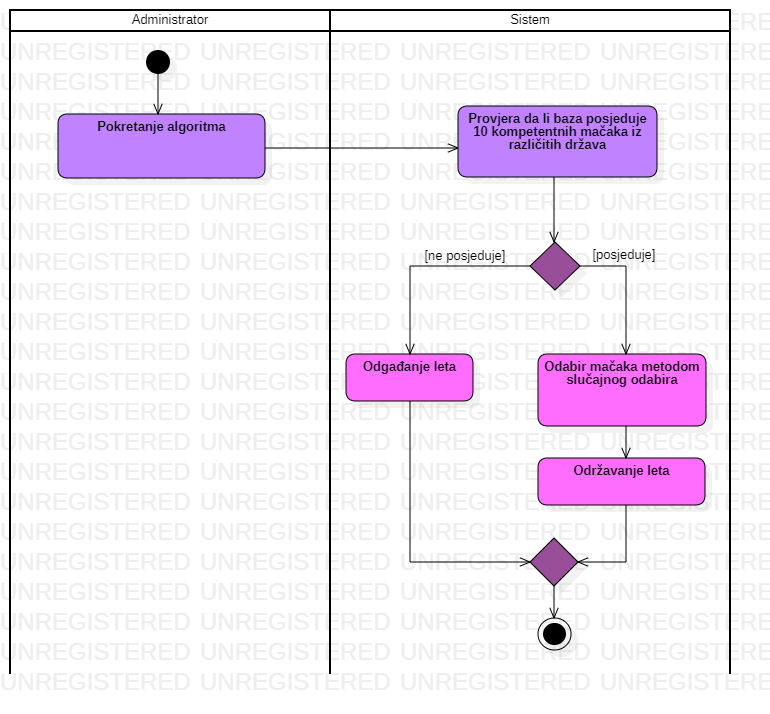 Administrator
Sistem
Pokretanje algoritma
Provjera da li baza posjeduje
10 kompetentnih mačaka iz
različitih država
[ne posjeduje]
[posjeduje]
Odgađanje leta
Odabir mačaka metodom
slučajnog odabira
Održavanje leta
UNREGISTERED UNREGISTERED UNREGISTERED UNREGISTERED